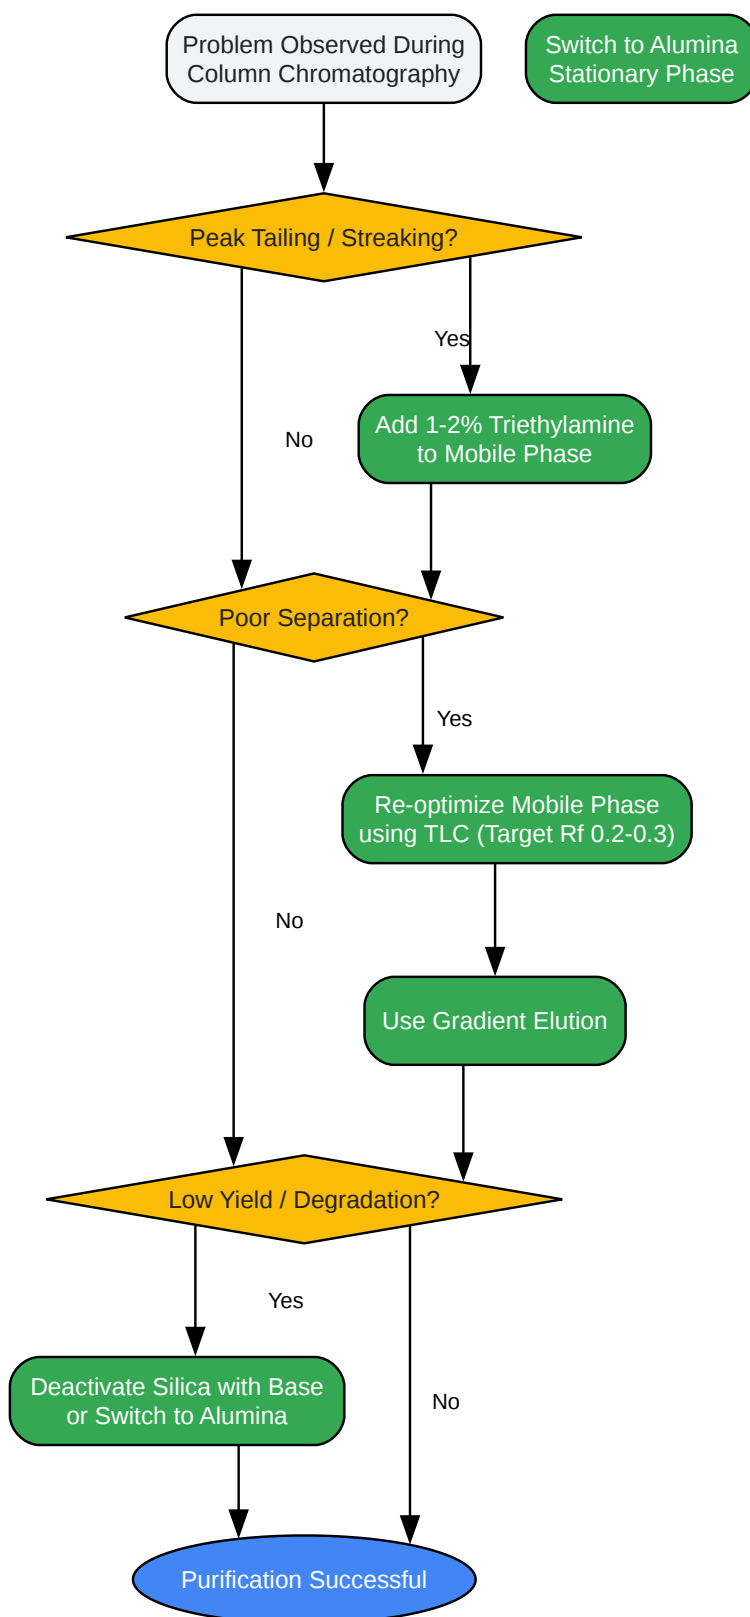 Problem Observed During
Column Chromatography
Switch to Alumina
Stationary Phase
Peak Tailing / Streaking?
Yes
Add 1-2% Triethylamine
to Mobile Phase
No
Poor Separation?
Yes
Re-optimize Mobile Phase
using TLC (Target Rf 0.2-0.3)
No
Use Gradient Elution
Low Yield / Degradation?
Yes
Deactivate Silica with Base
or Switch to Alumina
No
Purification Successful